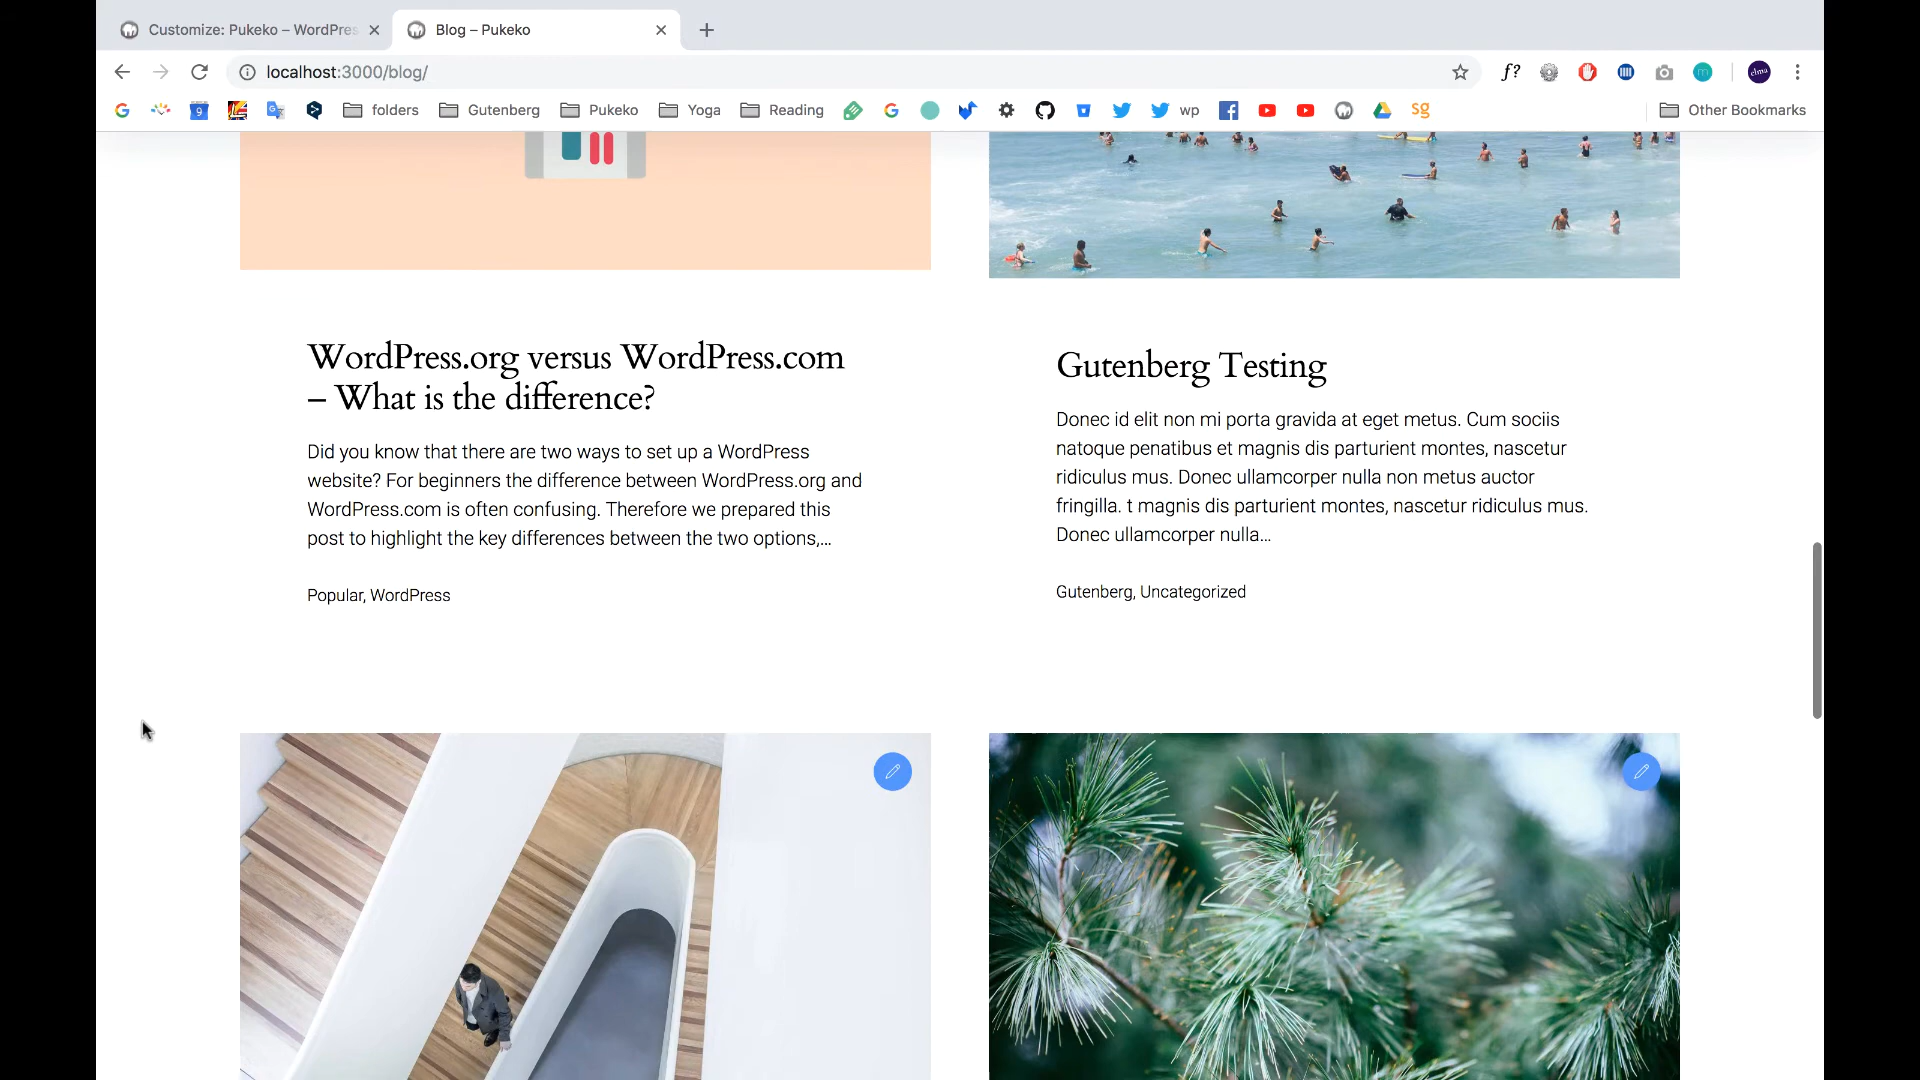 Customize: Pukeko – WordPres
Blog – Pukeko
localhost:3000/blog/
f?
m
elma
9
folders
Gutenberg
Pukeko
Yoga
Reading
wp
sg
Other Bookmarks
WordPress.org versus WordPress.com
– What is the difference?
Did you know that there are two ways to set up a WordPress
website? For beginners the difference between WordPress.org and
WordPress.com is often confusing. Therefore we prepared this
post to highlight the key differences between the two options,...
Popular, WordPress
Gutenberg Testing
Donec id elit non mi porta gravida at eget metus. Cum sociis
natoque penatibus et magnis dis parturient montes, nascetur
ridiculus mus. Donec ullamcorper nulla non metus auctor
fringilla. t magnis dis parturient montes, nascetur ridiculus mus.
Donec ullamcorper nulla...
Gutenberg, Uncategorized